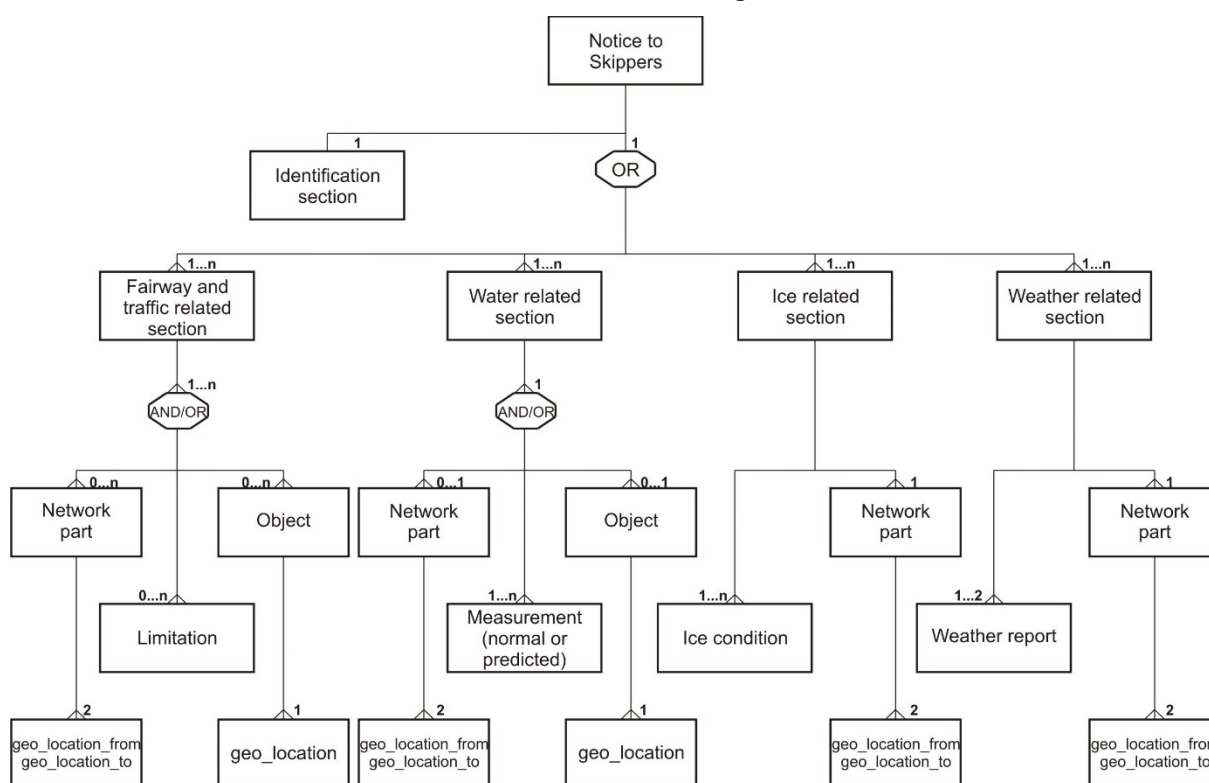 Notice to
Skippers
1
1
Identification
section
OR
1...n
1...n
1...n
1...n
Fairway and
traffic related
section
Water related
section
Ice related
section
Weather related
section
1...n
1
AND/OR
AND/OR
0...n
0...n
0...1
0...1
1
1
Network
part
Object
Network
part
Object
Network
part
Network
part
0...n
1...n
1...n
1...2
Limitation
Measurement
(normal or
predicted)
Ice condition
Weather report
2
1
2
1
2
2
geo_location_from
geo_location_to
geo_location
geo_location_from
geo_location_to
geo_location
geo_location_from
geo_location_to
geo_location_from
geo_location_to